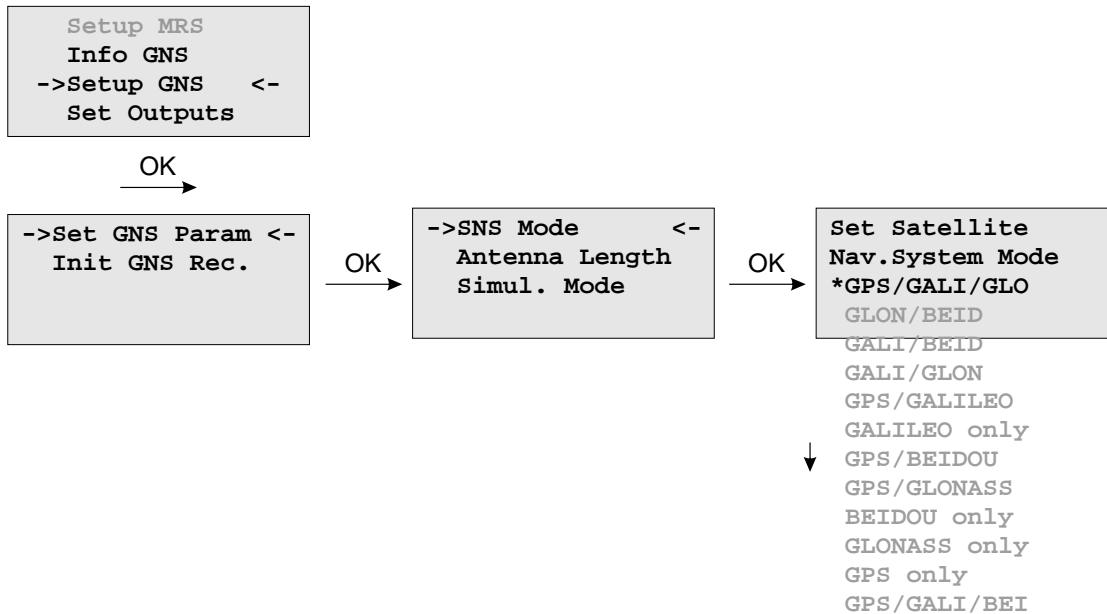 Setup MRS
Info GNS
->Setup GNS <-
Set Outputs
OK
->Set GNS Param <-
Init GNS Rec.
OK
->SNS Mode <-
Antenna Length
Simul. Mode
OK
Set Satellite
Nav.System Mode
*GPS/GALI/GLO
GLON/BEID
GALI/BEID
GALI/GLON
GPS/GALILEO
GALILEO only
GPS/BEIDOU
GPS/GLONASS
BEIDOU only
GLONASS only
GPS only
GPS/GALI/BEI